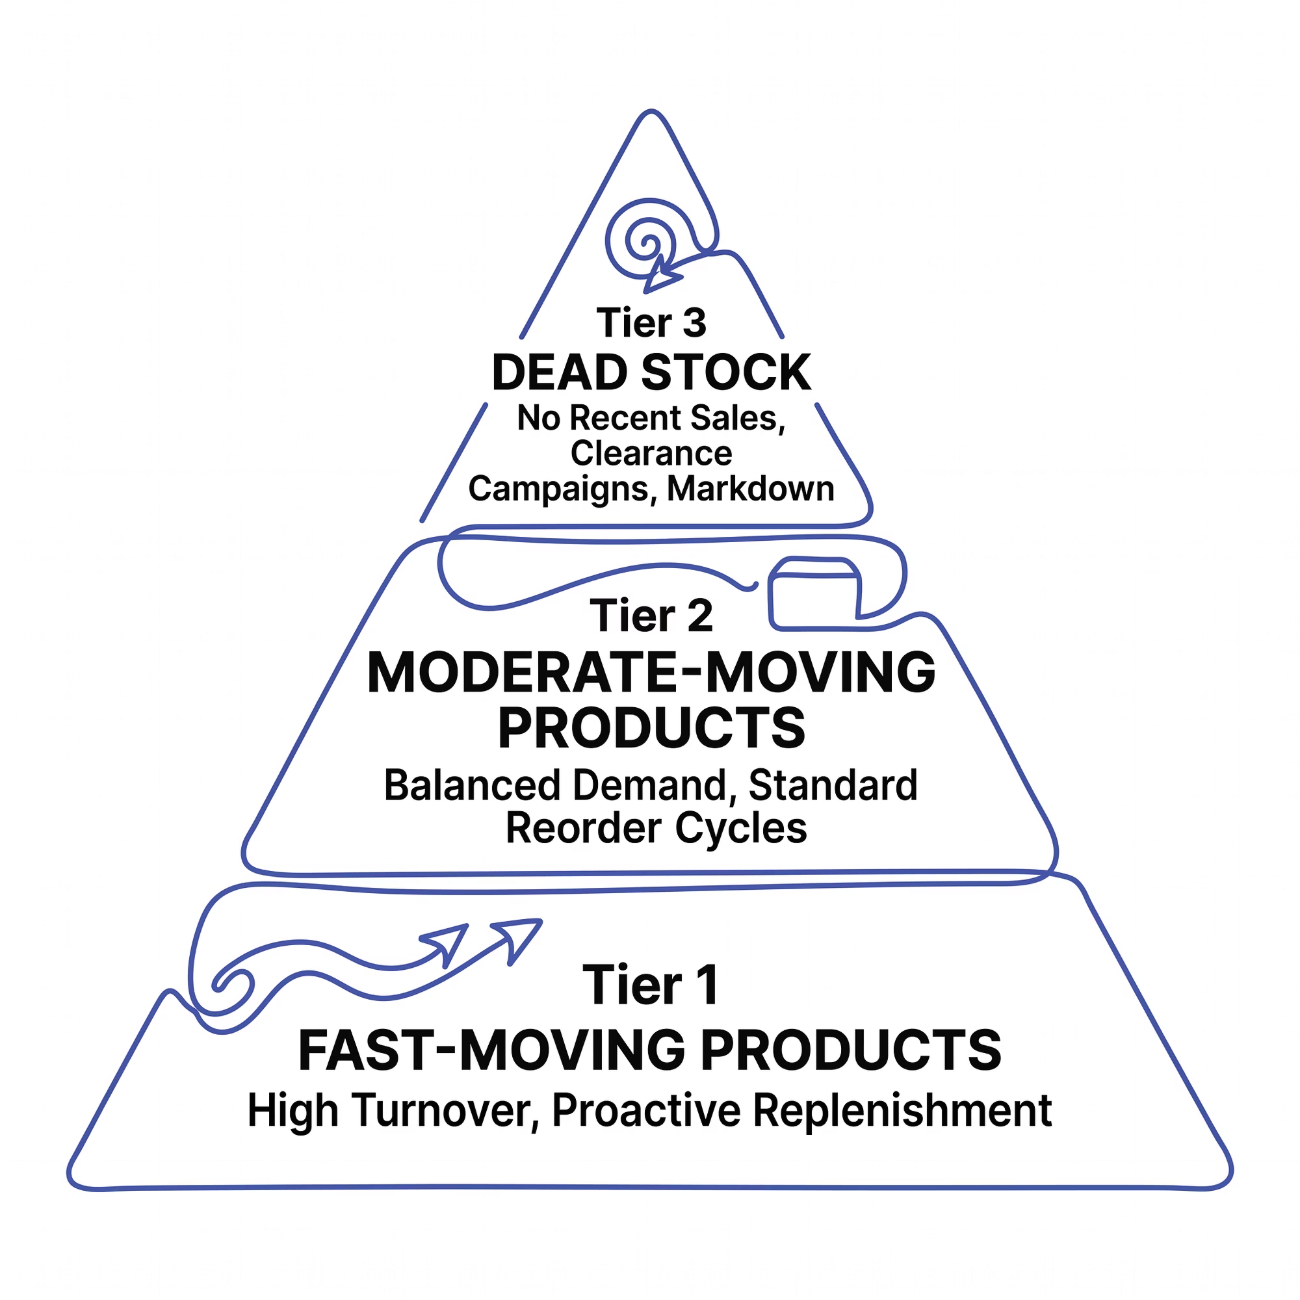 Tier 3
DEAD STOCK
No Recent Sales,
Clearance
Campaigns, Markdown
Tier 2
MODERATE-MOVING
PRODUCTS
Balanced Demand, Standard
Reorder Cycles
Tier 1
FAST-MOVING PRODUCTS
High Turnover, Proactive Replenishment